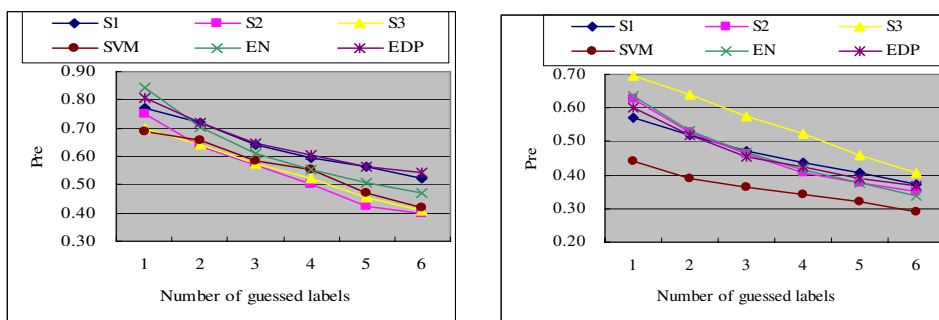 S1 S2 S3
SVM EN EDP
0.90
0.80
0.70
0.60
0.50
0.40
0.30
Pre
1 2 3 4 5 6
Number of guessed labels
S1 S2 S3
SVM EN EDP
0.70
0.60
0.50
0.40
0.30
0.20
Pre
1 2 3 4 5 6
Number of guessed labels